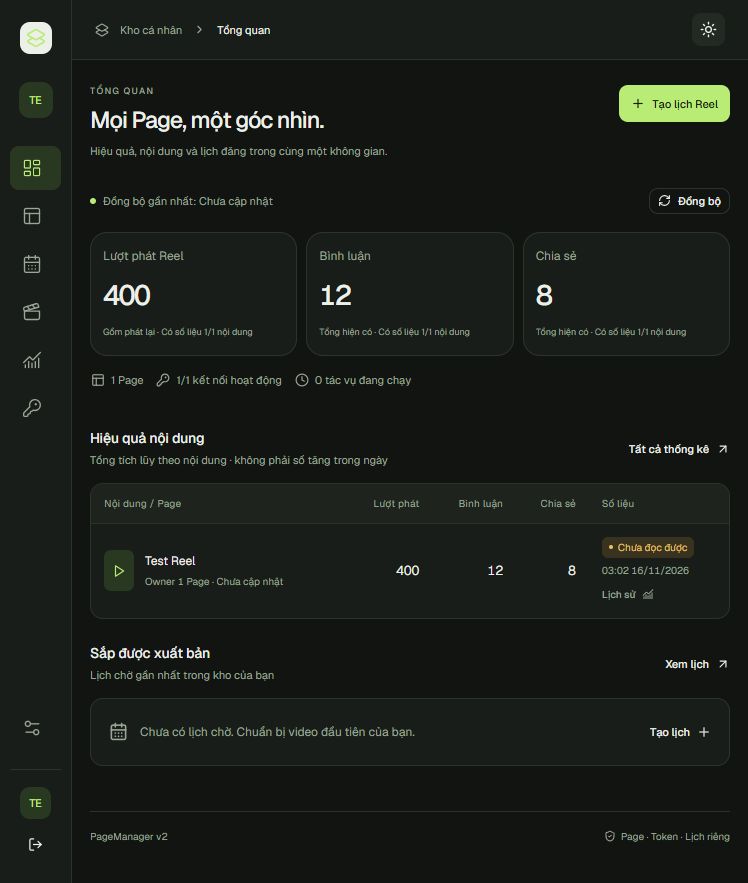 Kho cá nhân > Tổng quan
TE
TỔNG QUAN
Mọi Page, một góc nhìn.
Hiệu quả, nội dung và lịch đăng trong cùng một không gian.
Tạo lịch Reel
Đồng bộ gần nhất: Chưa cập nhật
Đồng bộ
Lượt phát Reel
400
Gồm phát lại · Có số liệu 1/1 nội dung
Bình luận
12
Tổng hiện có · Có số liệu 1/1 nội dung
Chia sẻ
8
Tổng hiện có · Có số liệu 1/1 nội dung
1 Page
1/1 kết nối hoạt động
0 tác vụ đang chạy
Hiệu quả nội dung
Tổng tích lũy theo nội dung · không phải số tăng trong ngày
Tất cả thống kê
Nội dung / Page
Lượt phát
Bình luận
Chia sẻ
Số liệu
Test Reel
Owner 1 Page · Chưa cập nhật
400
12
8
Chưa đọc được
03:02 16/11/2026
Lịch sử
Sắp được xuất bản
Lịch chờ gần nhất trong kho của bạn
Xem lịch
Chưa có lịch chờ. Chuẩn bị video đầu tiên của bạn.
Tạo lịch
TE
PageManager v2
Page · Token · Lịch riêng